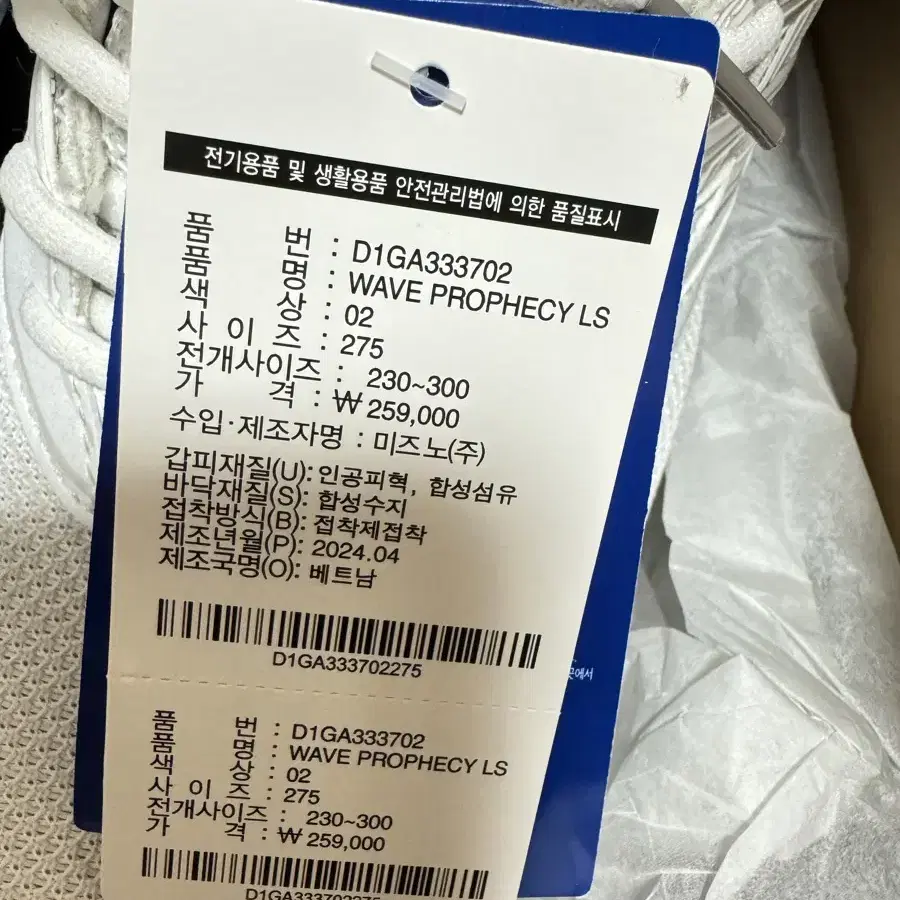 전기용품 및 생활용품 안전관리법에 의한 품질표시
품 번 : D1GA333702
품 명 : WAVE PROPHECY LS
색 상 : 02
사 이 즈 : 275
전개사이즈 : 230~300
가 격 : ₩ 259,000
수입·제조자명 : 미즈노(주)
갑피재질(U): 인공피혁, 합성섬유
바닥재질(S): 합성수지
접착방식(B): 접착제접착
제조년월(P): 2024.04
제조국명(O): 베트남
D1GA333702275
품 번 : D1GA333702
품 명 : WAVE PROPHECY LS
색 상 : 02
사 이 즈 : 275
전개사이즈 : 230~300
가 격 : ₩ 259,000
D1GA333702275